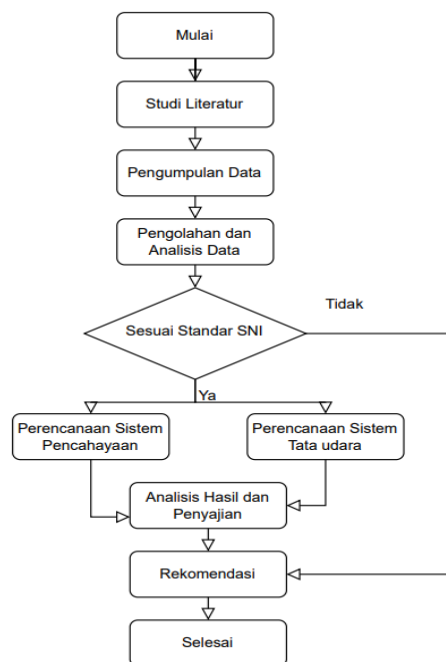 Mulai
Studi Literatur
Pengumpulan Data
Pengolahan dan
Analisis Data
Sesuai Standar SNI
Tidak
Ya
Perencanaan Sistem
Pencahayaan
Perencanaan Sistem
Tata udara
Analisis Hasil dan
Penyajian
Rekomendasi
Selesai